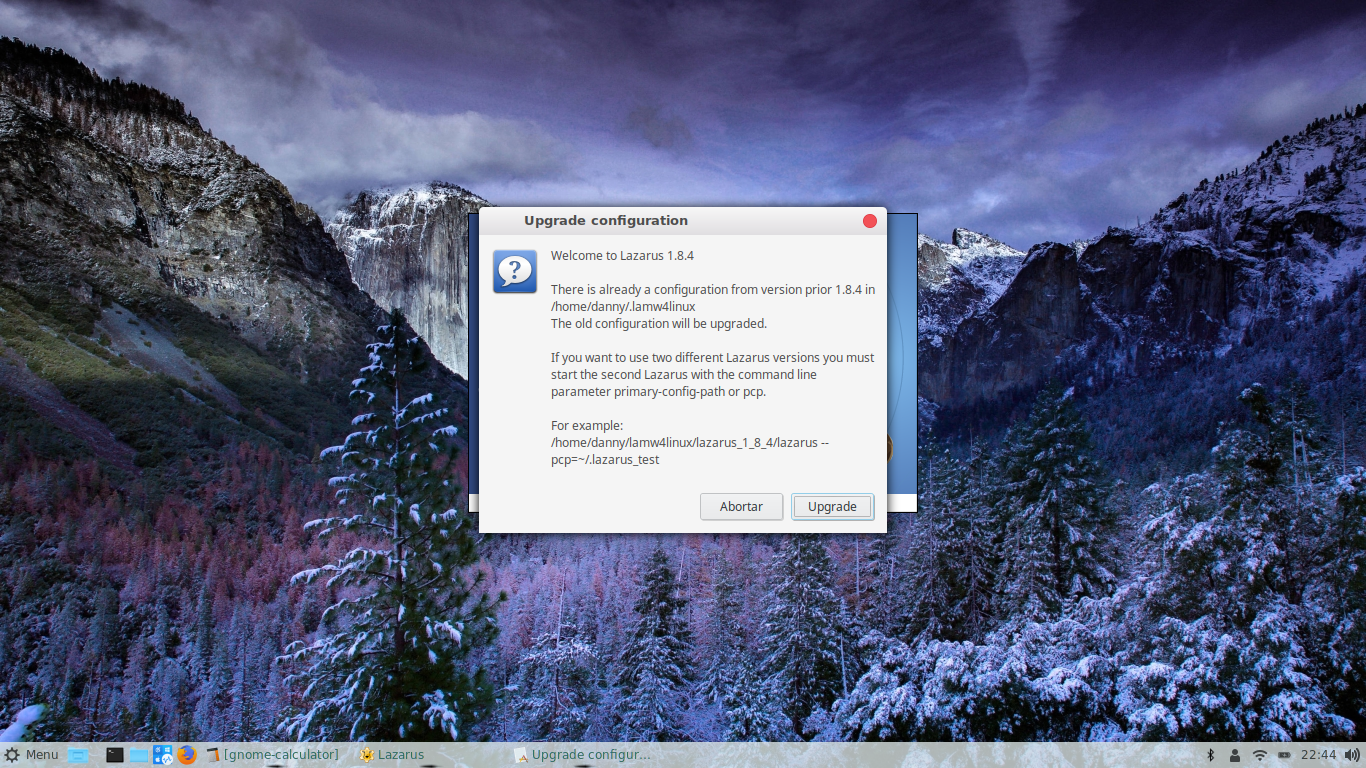 Upgrade configuration
Welcome to Lazarus 1.8.4
There is already a configuration from version prior 1.8.4 in
/home/danny/.lamw4linux
The old configuration will be upgraded.
If you want to use two different Lazarus versions you must
start the second Lazarus with the command line
parameter primary-config-path or pcp.
For example:
/home/danny/lamw4linux/lazarus_1_8_4/lazarus --
pcp=~/.lazarus_test
Abortar
Upgrade
Menu
[gnome-calculator]
Lazarus
Upgrade configur...
22:44